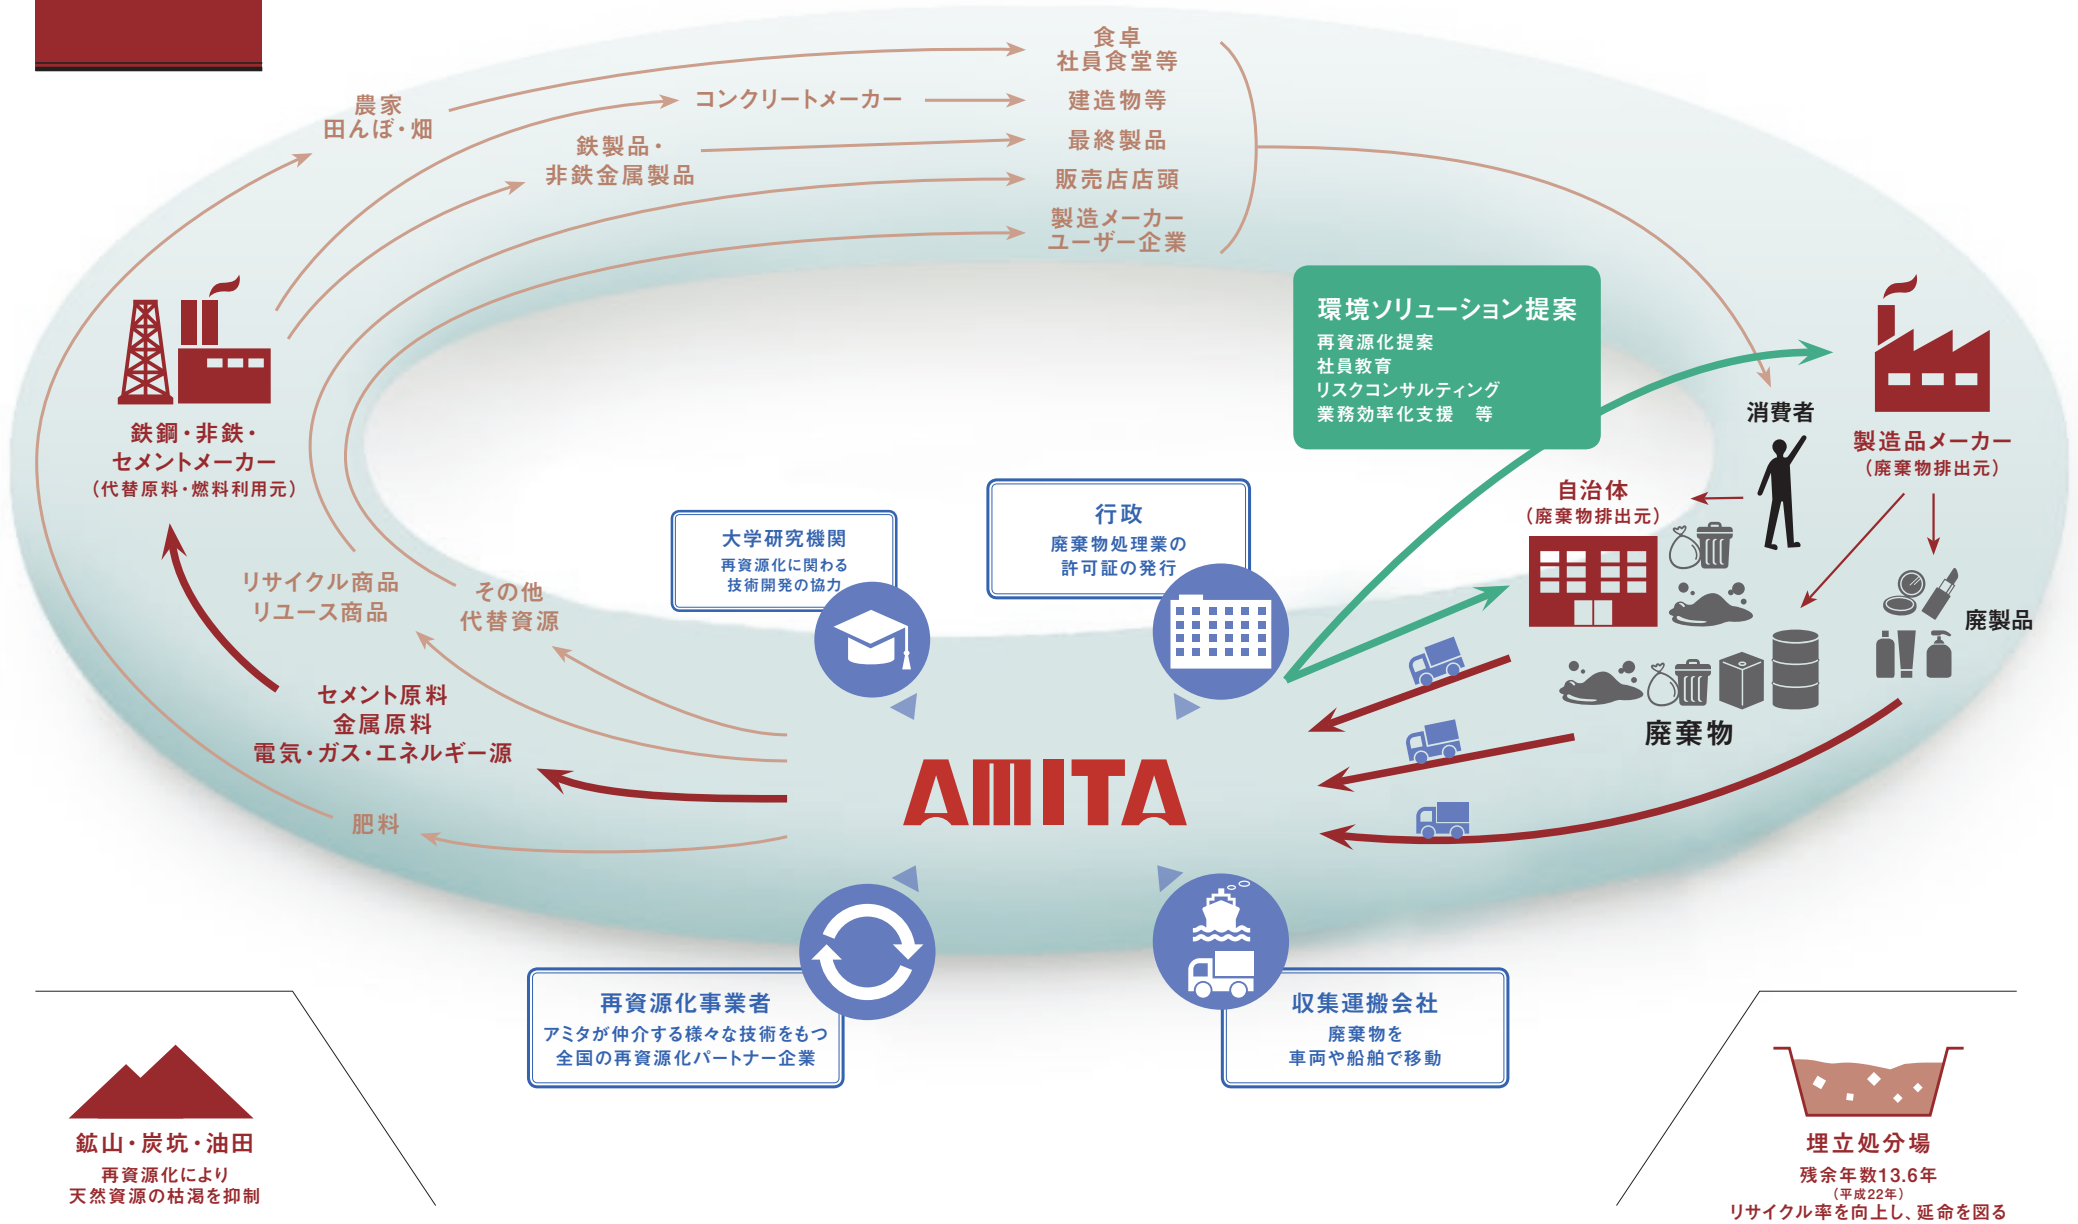 食卓
社員食堂等
農家
田んぼ・畑
コンクリートメーカー
建造物等
鉄製品・
非鉄金属製品
最終製品
販売店店頭
製造メーカー
ユーザー企業
環境ソリューション提案
再資源化提案
社員教育
リスクコンサルティング
業務効率化支援　等
鉄鋼・非鉄・
セメントメーカー
（代替原料・燃料利用元）
消費者
製造品メーカー
（廃棄物排出元）
自治体
（廃棄物排出元）
大学研究機関
再資源化に関わる
技術開発の協力
行政
廃棄物処理業の
許可証の発行
リサイクル商品
リユース商品
その他
代替資源
廃製品
廃棄物
セメント原料
金属原料
電気・ガス・エネルギー源
肥料
AMITA
再資源化事業者
アミタが仲介する様々な技術をもつ
全国の再資源化パートナー企業
収集運搬会社
廃棄物を
車両や船舶で移動
鉱山・炭坑・油田
再資源化により
天然資源の枯渇を抑制
埋立処分場
残余年数13.6年
（平成22年）
リサイクル率を向上し、延命を図る